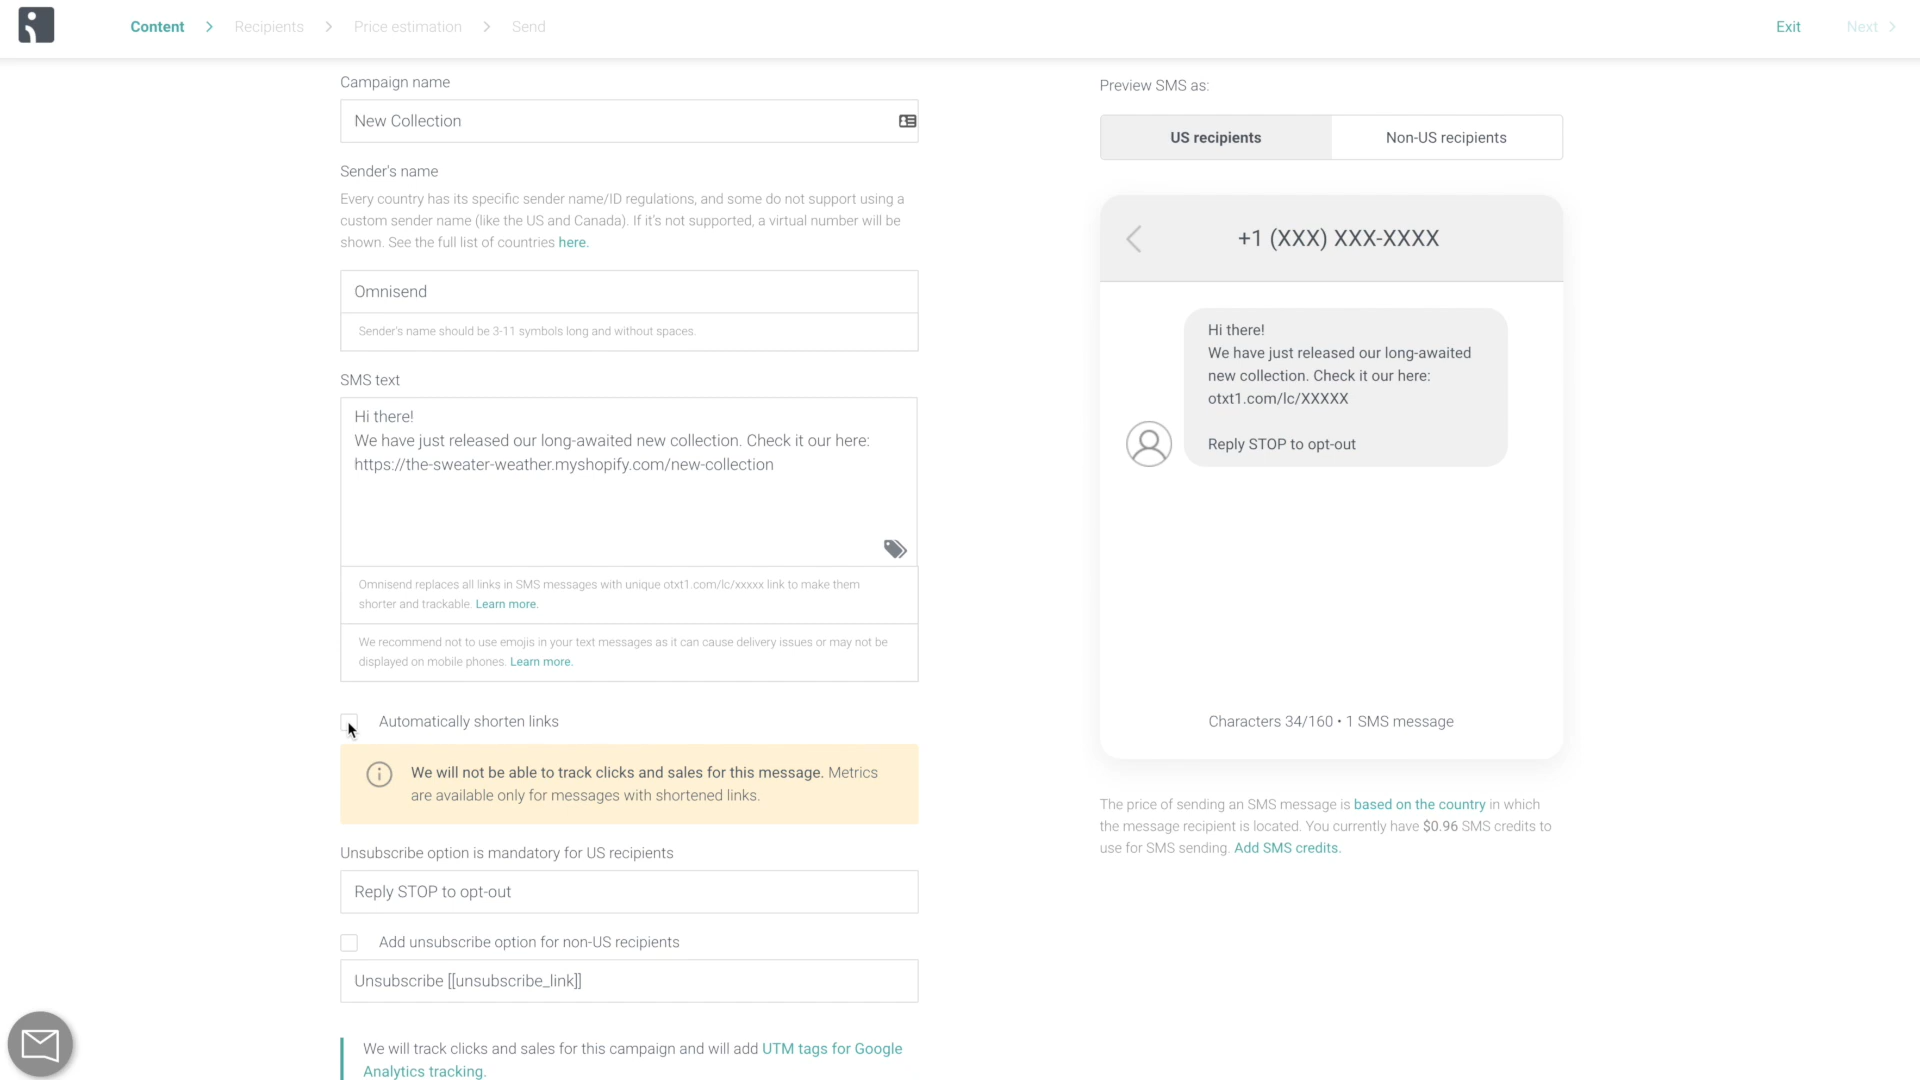 Content
Recipients
Price estimation
Send
Exit
Next
Campaign name
New Collection
Sender's name
Every country has its specific sender name/ID regulations, and some do not support using a
custom sender name (like the US and Canada). If it's not supported, a virtual number will be
shown. See the full list of countries here.
Omnisend
Sender's name should be 3-11 symbols long and without spaces.
SMS text
Hi there!
We have just released our long-awaited new collection. Check it our here:
https://the-sweater-weather.myshopify.com/new-collection
Omnisend replaces all links in SMS messages with unique otxt1.com/lc/xxxxx link to make them
shorter and trackable. Learn more.
We recommend not to use emojis in your text messages as it can cause delivery issues or may not be
displayed on mobile phones. Learn more.
Automatically shorten links
We will not be able to track clicks and sales for this message. Metrics
are available only for messages with shortened links.
Unsubscribe option is mandatory for US recipients
Reply STOP to opt-out
Add unsubscribe option for non-US recipients
Unsubscribe [[unsubscribe_link]]
We will track clicks and sales for this campaign and will add UTM tags for Google
Analytics tracking.
Preview SMS as:
US recipients
Non-US recipients
+1 (XXX) XXX-XXXX
Hi there!
We have just released our long-awaited
new collection. Check it our here:
otxt1.com/lc/XXXXX
Reply STOP to opt-out
Characters 34/160 • 1 SMS message
The price of sending an SMS message is based on the country in which
the message recipient is located. You currently have $0.96 SMS credits to
use for SMS sending. Add SMS credits.